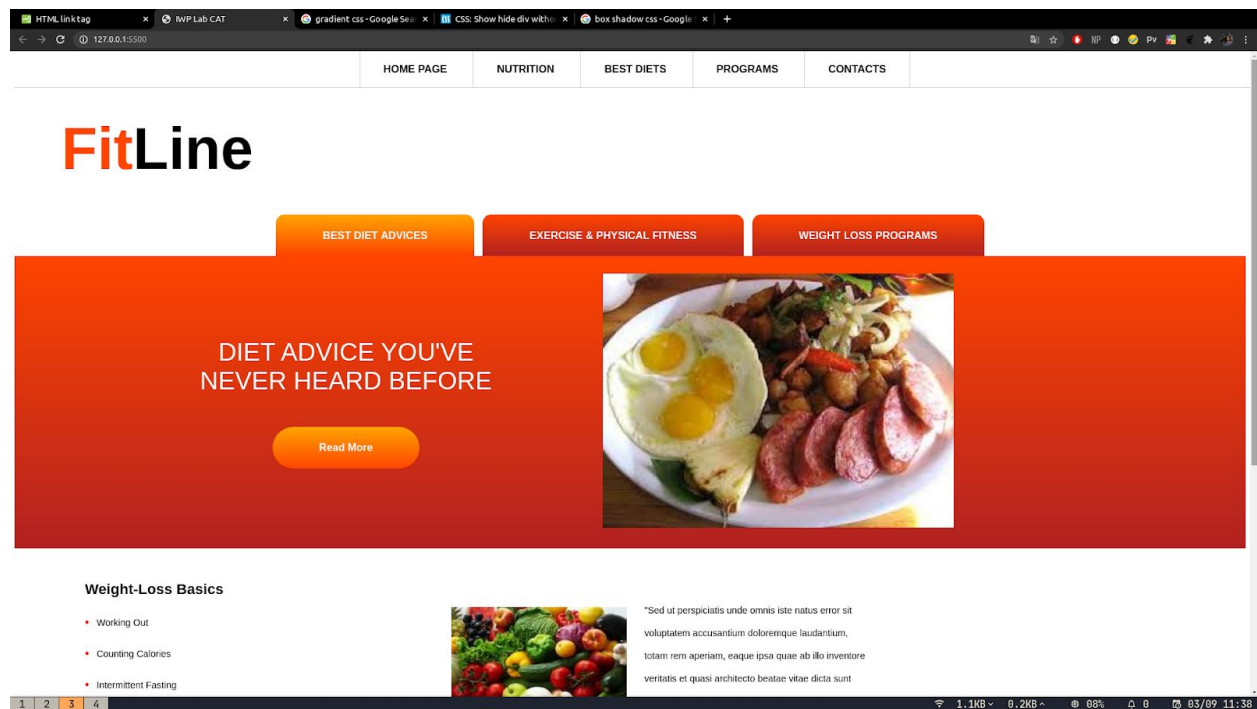 HTML link tag
IWP Lab CAT
gradient css - Google Sear
CSS: Show hide div witho
box shadow css - Google
127.0.0.1:5500
NP
Pv
HOME PAGE NUTRITION BEST DIETS PROGRAMS CONTACTS
FitLine
BEST DIET ADVICES EXERCISE & PHYSICAL FITNESS WEIGHT LOSS PROGRAMS
DIET ADVICE YOU'VE
NEVER HEARD BEFORE
Read More
Weight-Loss Basics
Working Out
Counting Calories
Intermittent Fasting
"Sed ut perspiciatis unde omnis iste natus error sit
voluptatem accusantium doloremque laudantium,
totam rem aperiam, eaque ipsa quae ab illo inventore
veritatis et quasi architecto beatae vitae dicta sunt
1 2 3 4
1.1KB 0.2KB 08% 0 03/09 11:38